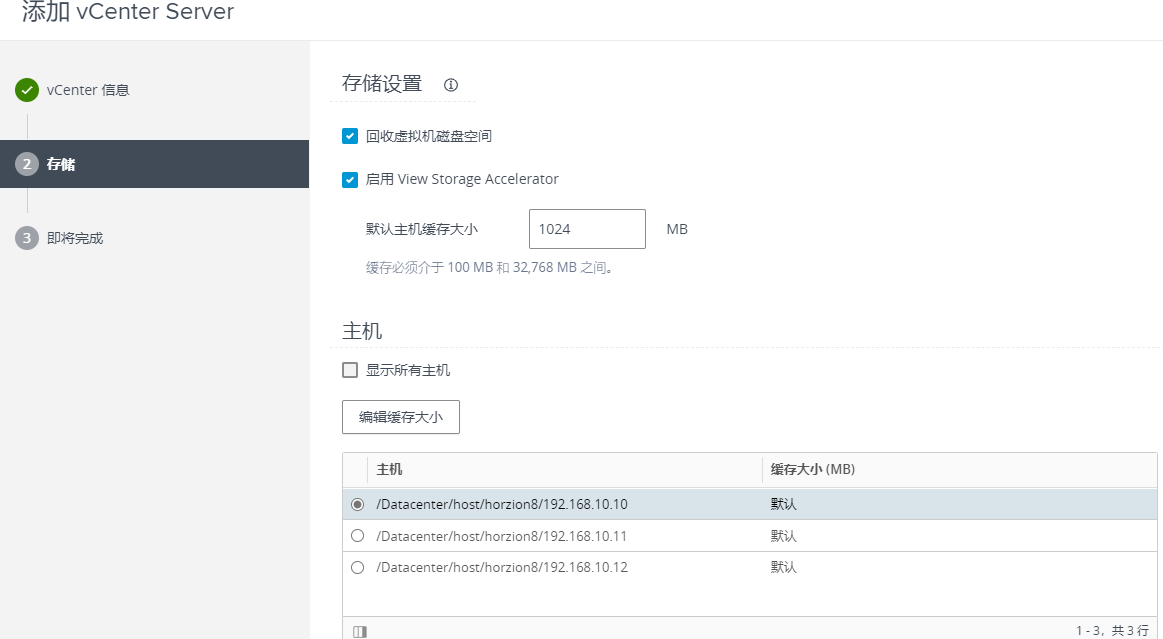 添加 vCenter Server
vCenter 信息
2 存储
3 即将完成
存储设置
回收虚拟机磁盘空间
启用 View Storage Accelerator
默认主机缓存大小 1024 MB
缓存必须介于 100 MB 和 32,768 MB 之间。
主机
显示所有主机
编辑缓存大小
主机 缓存大小 (MB)
/Datacenter/host/horzion8/192.168.10.10 默认
/Datacenter/host/horzion8/192.168.10.11 默认
/Datacenter/host/horzion8/192.168.10.12 默认
1 - 3，共 3 行